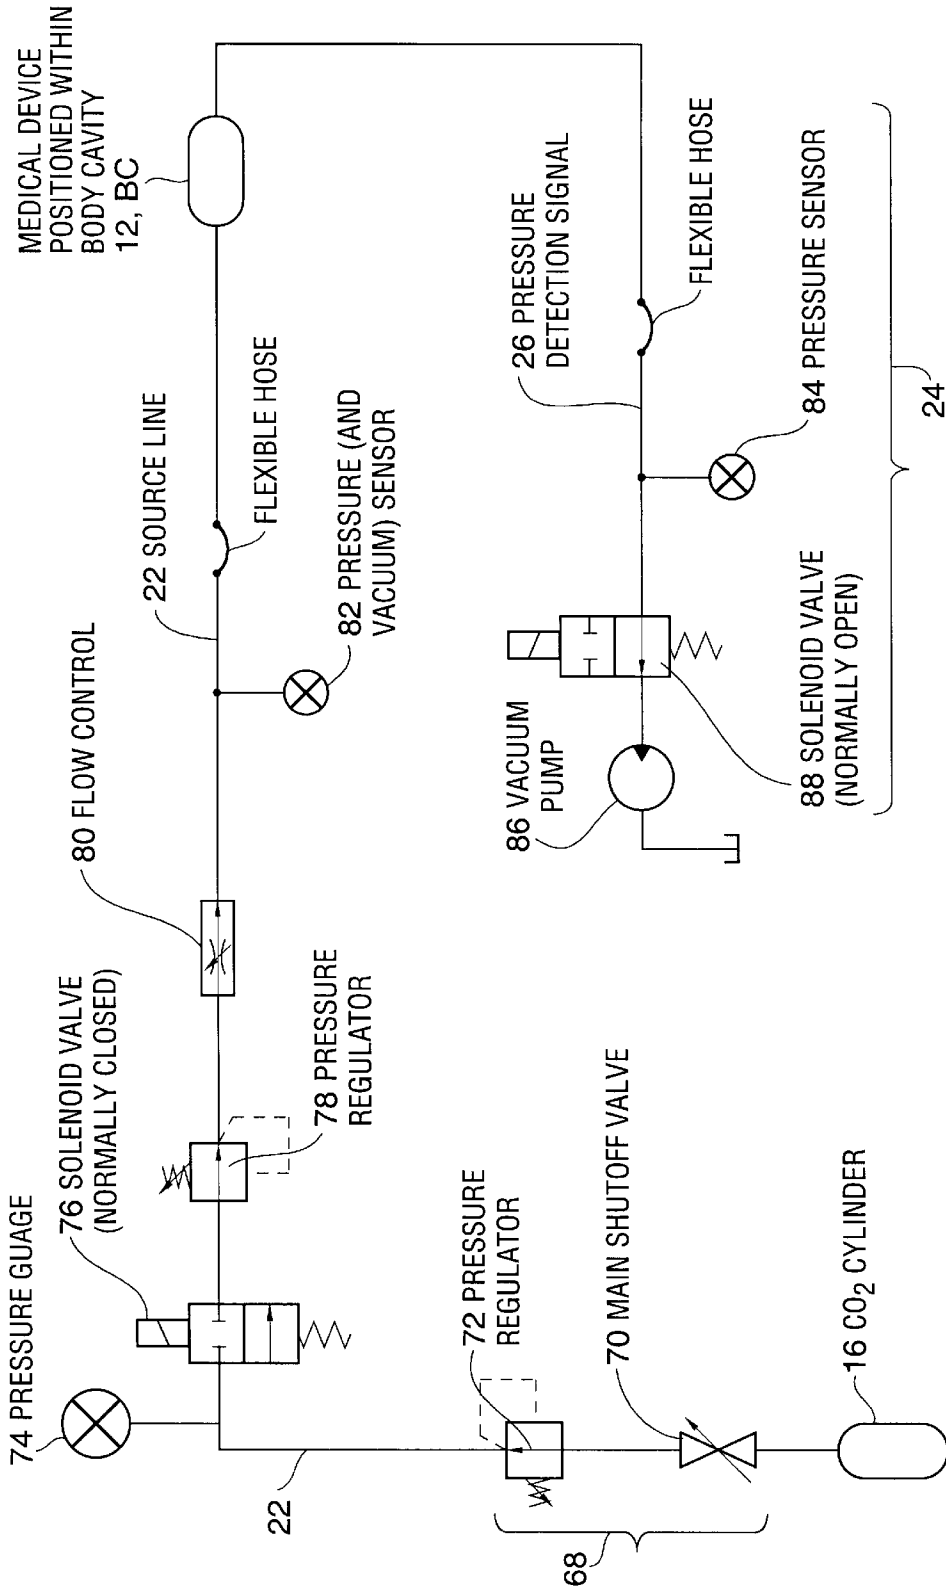 74 PRESSURE GUAGE
76 SOLENOID VALVE
(NORMALLY CLOSED)
80 FLOW CONTROL
22 SOURCE LINE
MEDICAL DEVICE
POSITIONED WITHIN
BODY CAVITY
12, BC
FLEXIBLE HOSE
82 PRESSURE (AND
VACUUM) SENSOR
78 PRESSURE
REGULATOR
22
72 PRESSURE
REGULATOR
70 MAIN SHUTOFF VALVE
16 CO₂ CYLINDER
68
26 PRESSURE
DETECTION SIGNAL
FLEXIBLE HOSE
84 PRESSURE SENSOR
86 VACUUM
PUMP
88 SOLENOID VALVE
(NORMALLY OPEN)
24